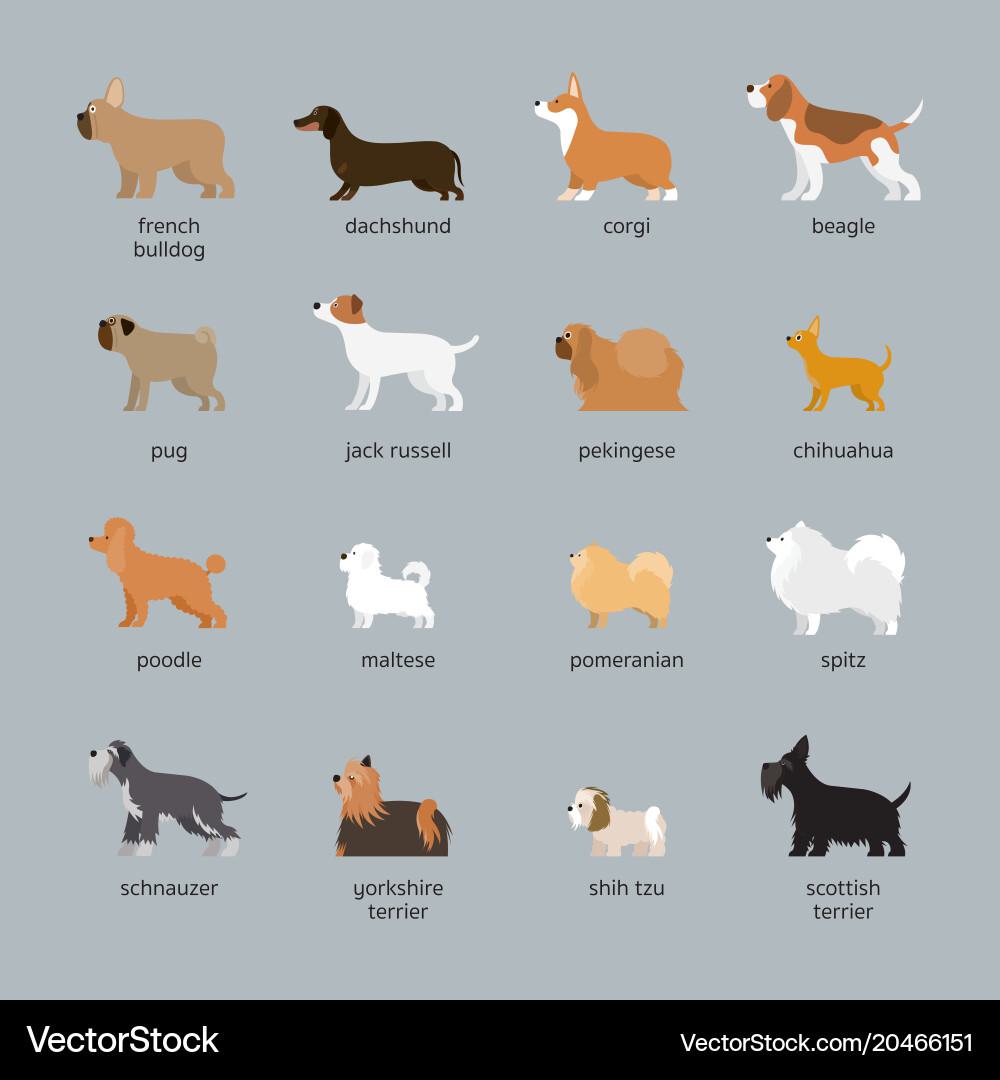 french
bulldog
dachshund
corgi
beagle
pug
jack russell
pekingese
chihuahua
poodle
maltese
pomeranian
spitz
schnauzer
yorkshire
terrier
shih tzu
scottish
terrier
VectorStock
VectorStock.com/20466151